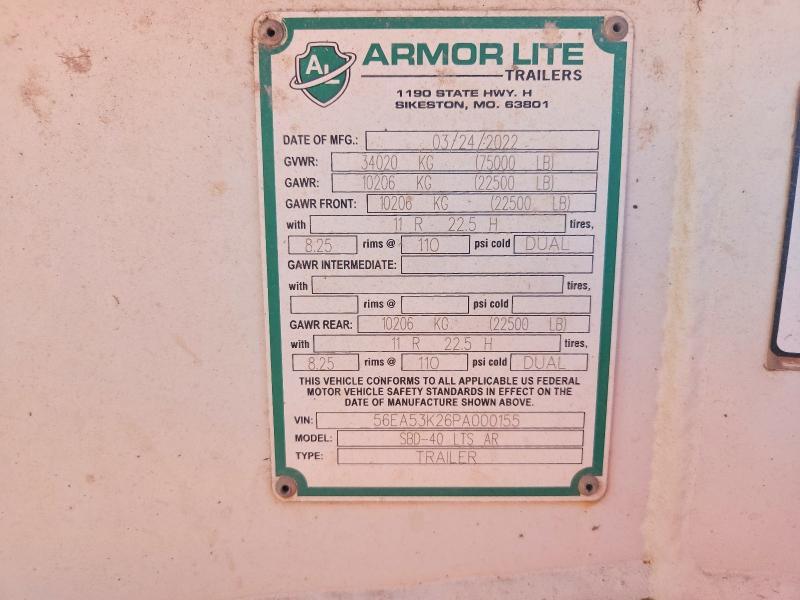 AL ARMOR LITE
TRAILERS
1190 STATE HWY. H
SIKESTON, MO. 63801
DATE OF MFG.: 03/24/2022
GVWR: 34020 KG (75000 LB)
GAWR: 10206 KG (22500 LB)
GAWR FRONT: 10206 KG (22500 LB)
with 11 R 22.5 H tires,
8.25 rims @ 110 psi cold DUAL
GAWR INTERMEDIATE:
with tires,
rims @ psi cold
GAWR REAR: 10206 KG (22500 LB)
with 11 R 22.5 H tires,
8.25 rims @ 110 psi cold DUAL
THIS VEHICLE CONFORMS TO ALL APPLICABLE US FEDERAL
MOTOR VEHICLE SAFETY STANDARDS IN EFFECT ON THE
DATE OF MANUFACTURE SHOWN ABOVE.
VIN: 56EA53K26PA000155
MODEL: SBD-40 LTS AR
TYPE: TRAILER